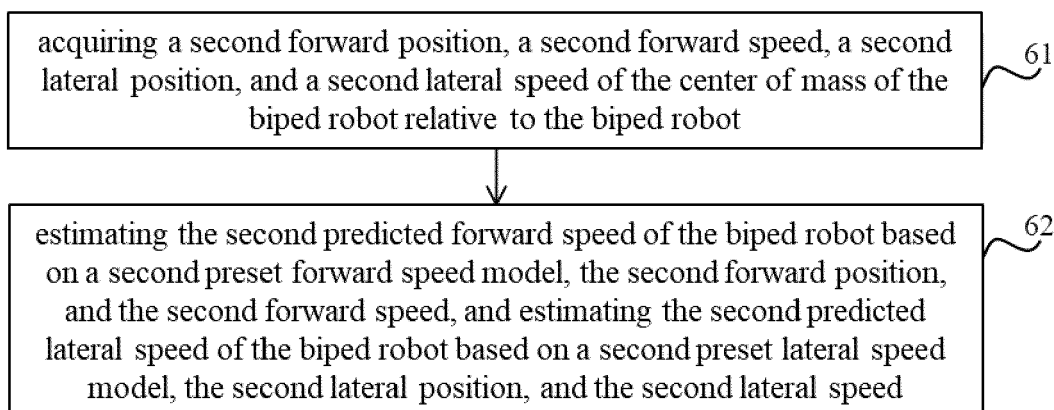 acquiring a second forward position, a second forward speed, a second
lateral position, and a second lateral speed of the center of mass of the
biped robot relative to the biped robot
61
estimating the second predicted forward speed of the biped robot based
on a second preset forward speed model, the second forward position,
and the second forward speed, and estimating the second predicted
lateral speed of the biped robot based on a second preset lateral speed
model, the second lateral position, and the second lateral speed
62